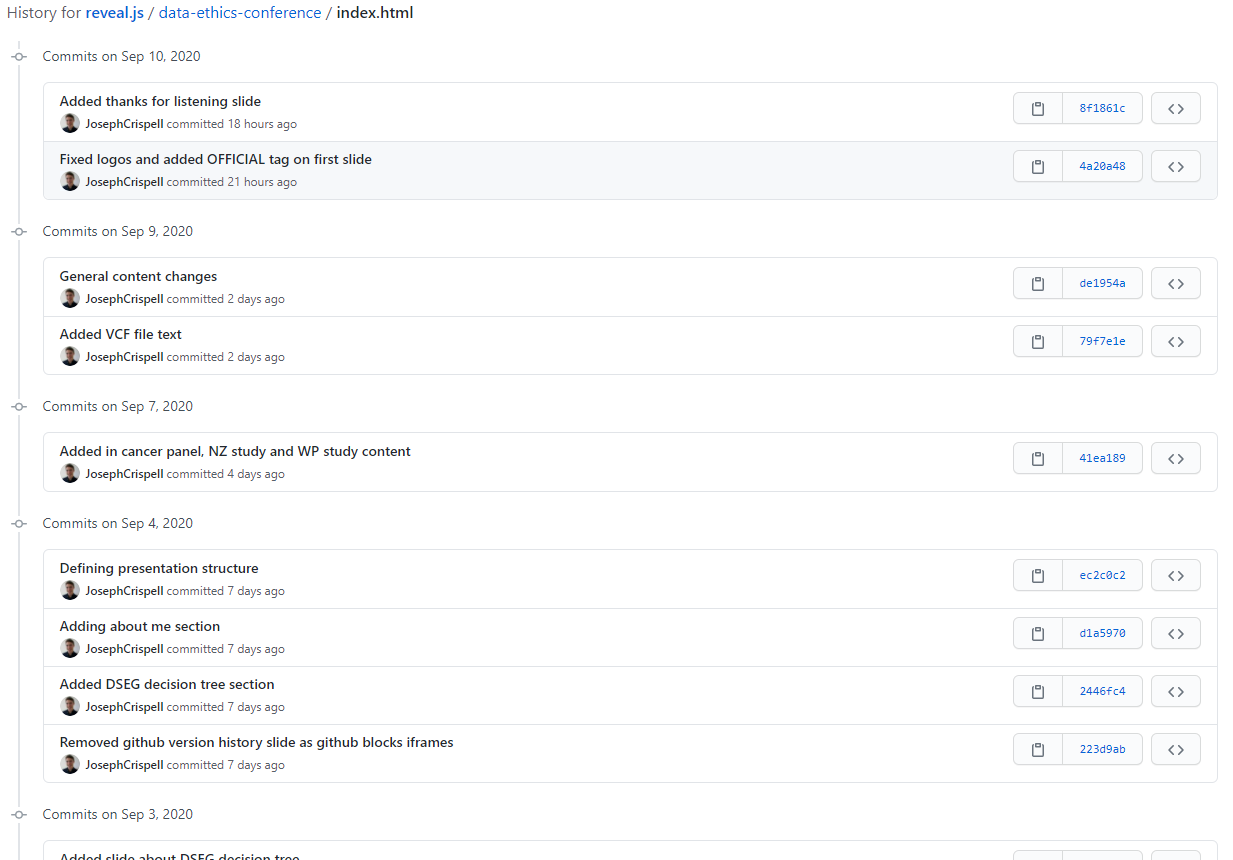 History for reveal.js / data-ethics-conference / index.html
Commits on Sep 10, 2020
Added thanks for listening slide
8f1861c
JosephCrispell committed 18 hours ago
Fixed logos and added OFFICIAL tag on first slide
4a20a48
JosephCrispell committed 21 hours ago
Commits on Sep 9, 2020
General content changes
de1954a
JosephCrispell committed 2 days ago
Added VCF file text
79f7e1e
JosephCrispell committed 2 days ago
Commits on Sep 7, 2020
Added in cancer panel, NZ study and WP study content
41ea189
JosephCrispell committed 4 days ago
Commits on Sep 4, 2020
Defining presentation structure
ec2c0c2
JosephCrispell committed 7 days ago
Adding about me section
d1a5970
JosephCrispell committed 7 days ago
Added DSEG decision tree section
2446fc4
JosephCrispell committed 7 days ago
Removed github version history slide as github blocks iframes
223d9ab
JosephCrispell committed 7 days ago
Commits on Sep 3, 2020
Added slide about DSEG decision tree